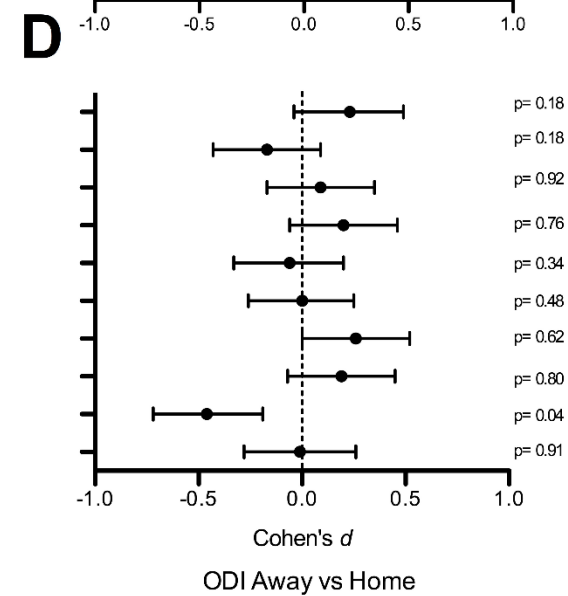 -1.0 -0.5 0.0 0.5 1.0
D
p= 0.18
p= 0.18
p= 0.92
p= 0.76
p= 0.34
p= 0.48
p= 0.62
p= 0.80
p= 0.04
p= 0.91
-1.0 -0.5 0.0 0.5 1.0
Cohen's d
ODI Away vs Home